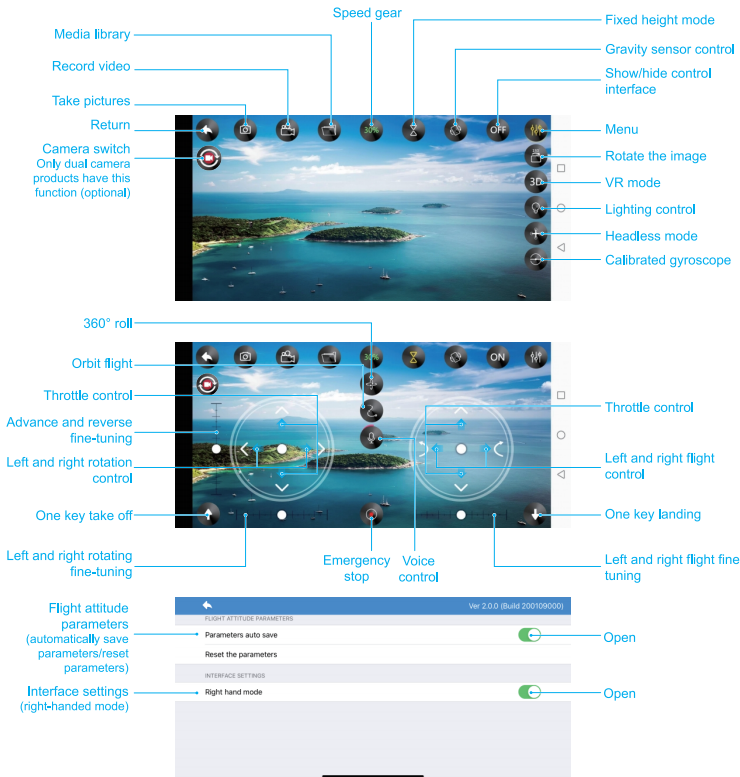 Speed gear
Media library
Record video
Take pictures
Return
Camera switch
Only dual camera
products have this
function (optional)
Fixed height mode
Gravity sensor control
Show/hide control
interface
Menu
Rotate the image
VR mode
Lighting control
Headless mode
Calibrated gyroscope
30%
OFF
3D
360° roll
Orbit flight
Throttle control
Advance and reverse
fine-tuning
Left and right rotation
control
One key take off
Left and right rotating
fine-tuning
30%
ON
Emergency
stop
Voice
control
Throttle control
Left and right flight
control
One key landing
Left and right flight fine
tuning
Flight attitude
parameters
(automatically save
parameters/reset
parameters)
Interface settings
(right-handed mode)
Ver 2.0.0 (Build 200109000)
FLIGHT ATTITUDE PARAMETERS
Parameters auto save
Reset the parameters
INTERFACE SETTINGS
Right hand mode
Open
Open